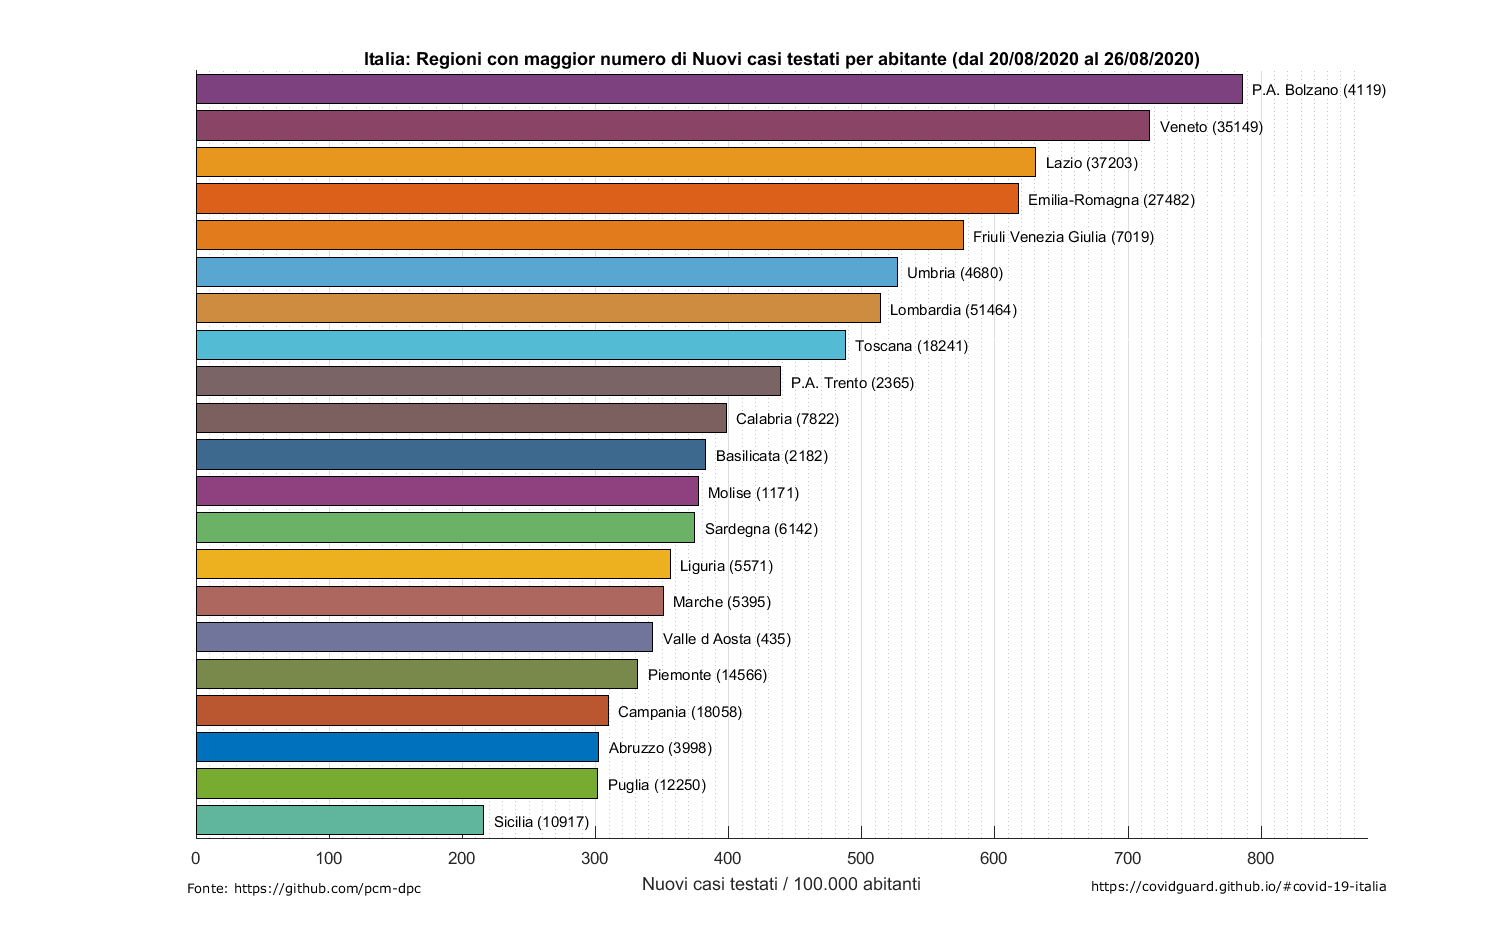 Italia: Regioni con maggior numero di Nuovi casi testati per abitante (dal 20/08/2020 al 26/08/2020)
P.A. Bolzano (4119)
Veneto (35149)
Lazio (37203)
Emilia-Romagna (27482)
Friuli Venezia Giulia (7019)
Umbria (4680)
Lombardia (51464)
Toscana (18241)
P.A. Trento (2365)
Calabria (7822)
Basilicata (2182)
Molise (1171)
Sardegna (6142)
Liguria (5571)
Marche (5395)
Valle d Aosta (435)
Piemonte (14566)
Campania (18058)
Abruzzo (3998)
Puglia (12250)
Sicilia (10917)
0 100 200 300 400 500 600 700 800
Nuovi casi testati / 100.000 abitanti
Fonte: https://github.com/pcm-dpc
https://covidguard.github.io/#covid-19-italia